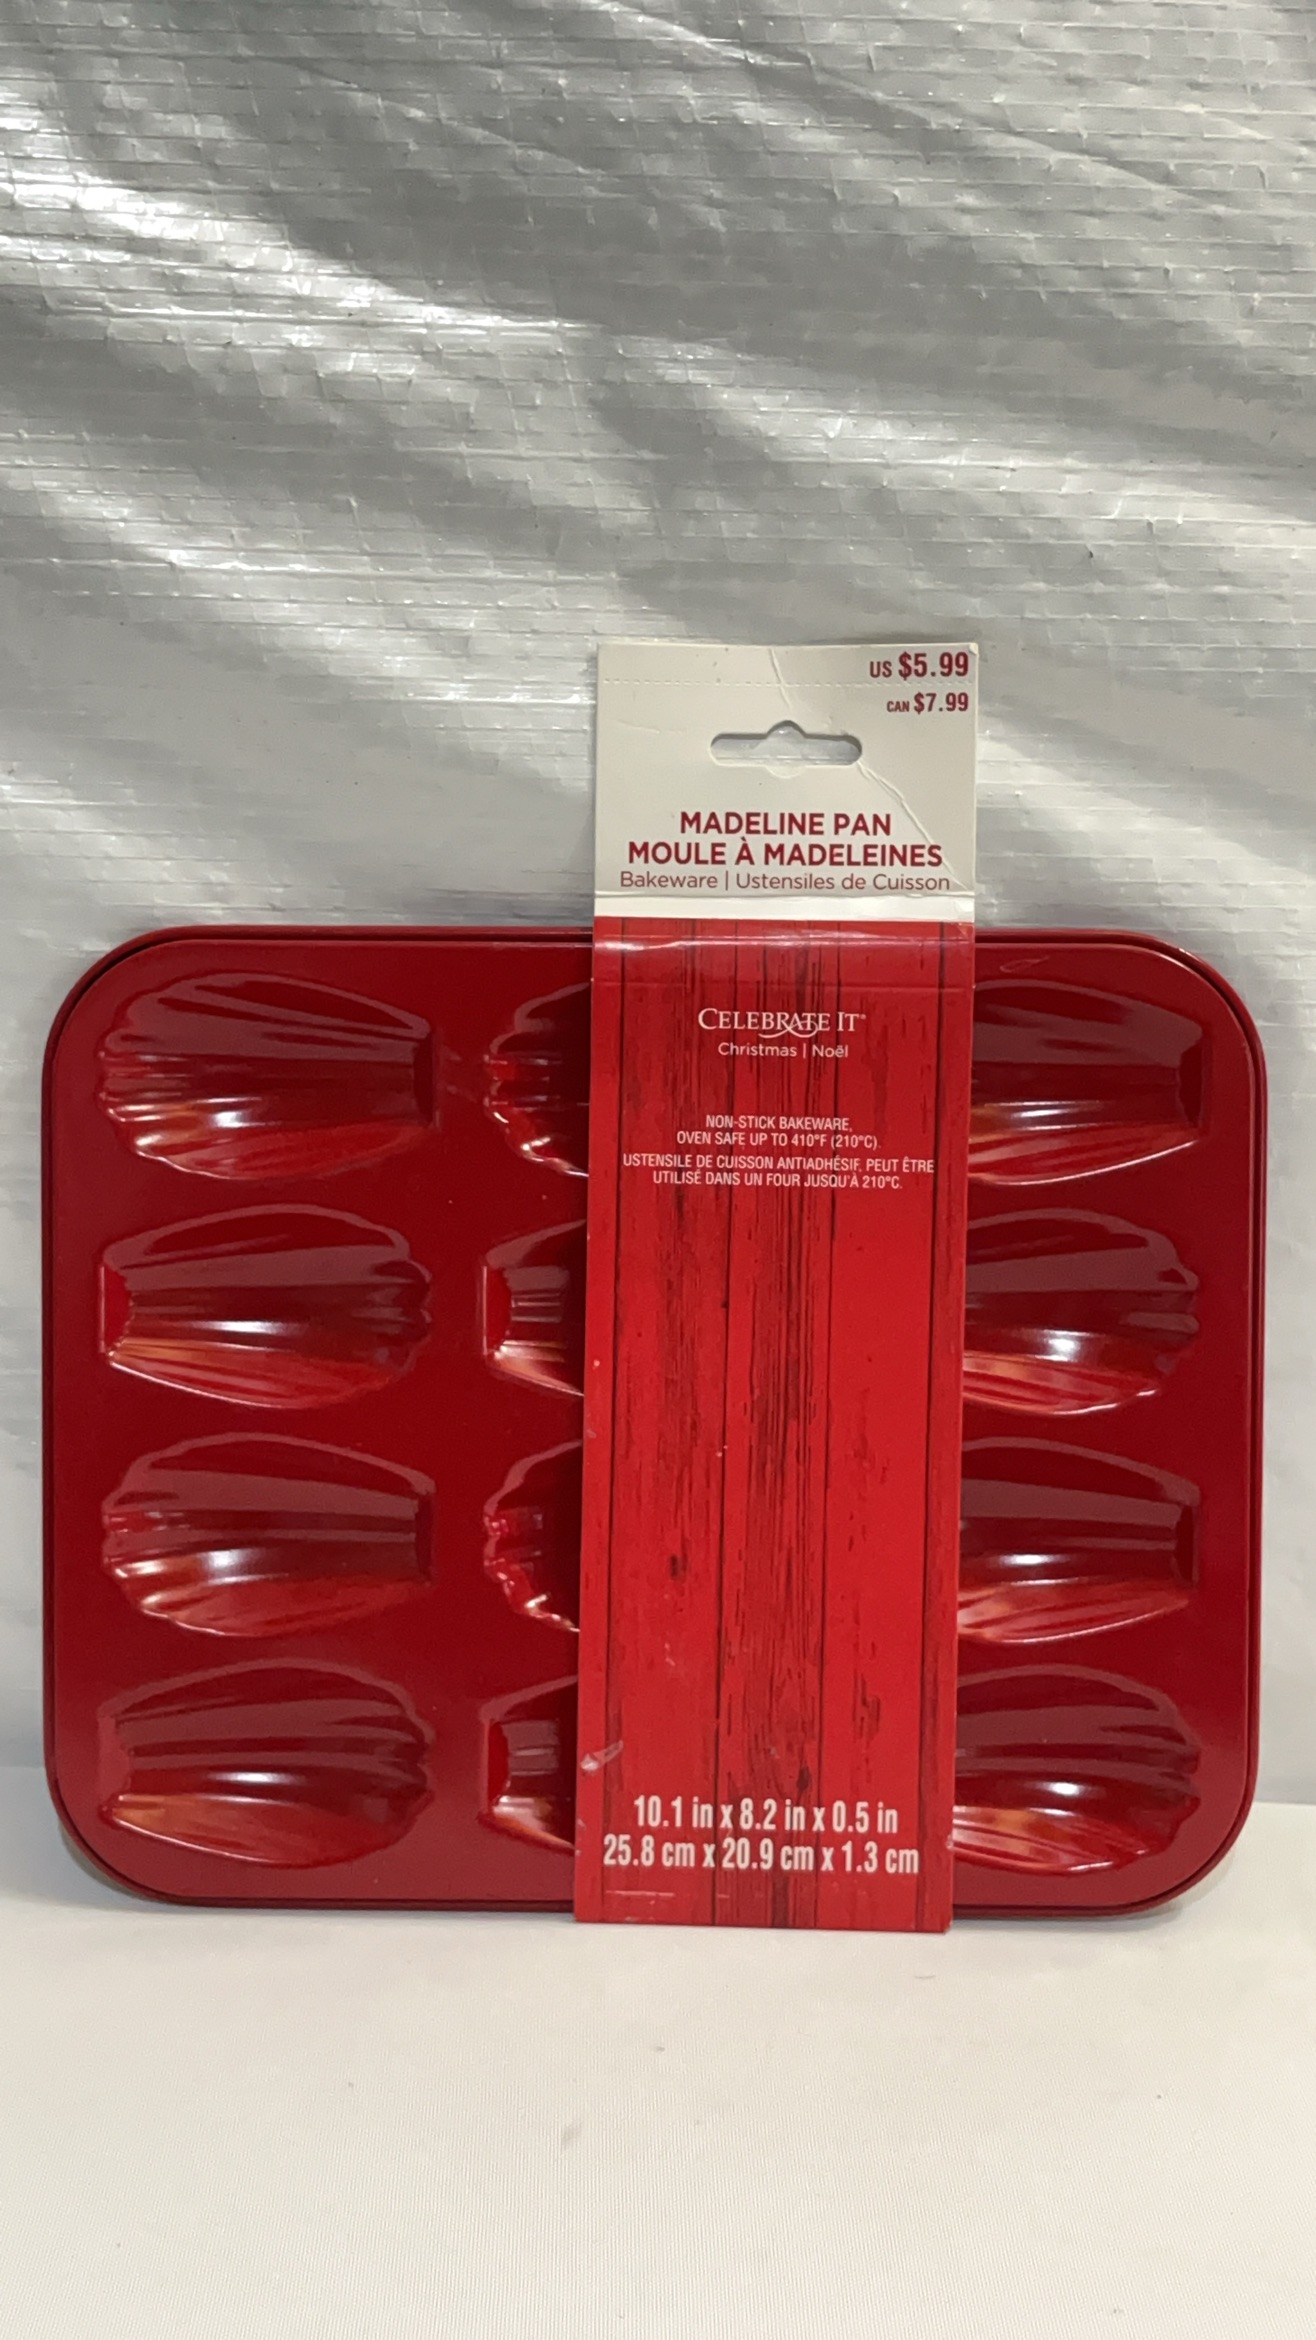 US $5.99
CAN $7.99
MADELINE PAN
MOULE À MADELEINES
Bakeware | Ustensiles de Cuisson
CELEBRATE IT®
Christmas | Noël
NON-STICK BAKEWARE,
OVEN SAFE UP TO 410°F (210°C).
USTENSILE DE CUISSON ANTIADHÉSIF, PEUT ÊTRE
UTILISÉ DANS UN FOUR JUSQU'À 210°C.
10.1 in x 8.2 in x 0.5 in
25.8 cm x 20.9 cm x 1.3 cm